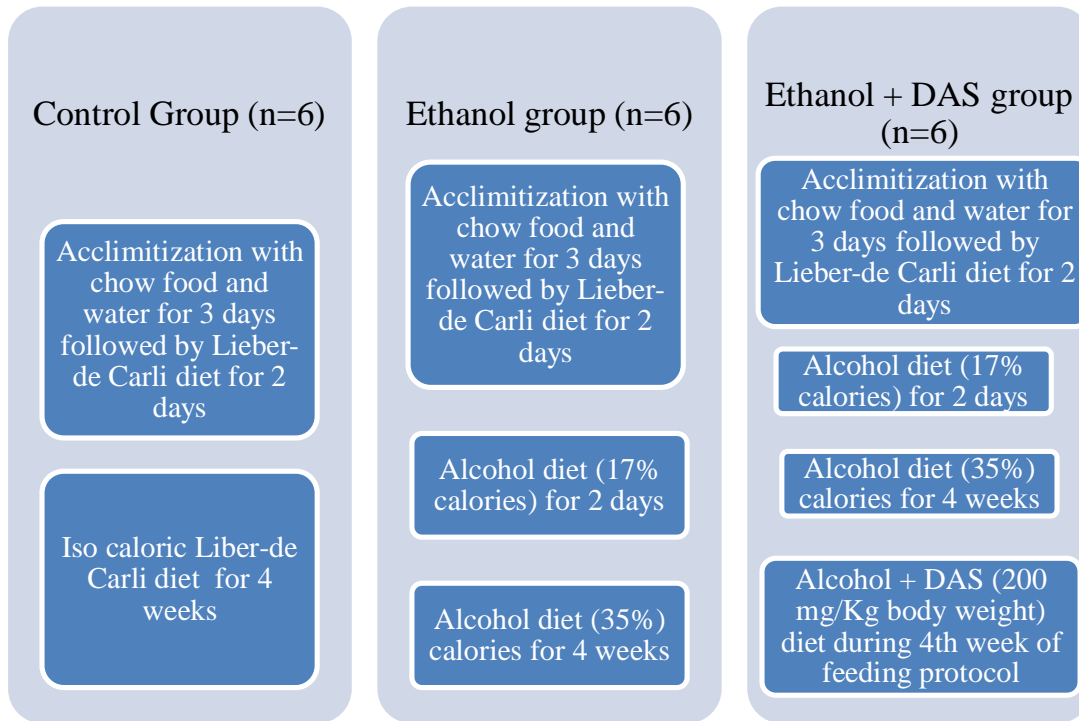 Control Group (n=6)
Acclimitization with
chow food and
water for 3 days
followed by Lieber-
de Carli diet for 2
days
Iso caloric Liber-de
Carli diet for 4
weeks
Ethanol group (n=6)
Acclimitization with
chow food and
water for 3 days
followed by Lieber-
de Carli diet for 2
days
Alcohol diet (17%
calories) for 2 days
Alcohol diet (35%)
calories for 4 weeks
Ethanol + DAS group
(n=6)
Acclimitization with
chow food and water for
3 days followed by
Lieber-de Carli diet for 2
days
Alcohol diet (17%
calories) for 2 days
Alcohol diet (35%)
calories for 4 weeks
Alcohol + DAS (200
mg/Kg body weight)
diet during 4th week of
feeding protocol